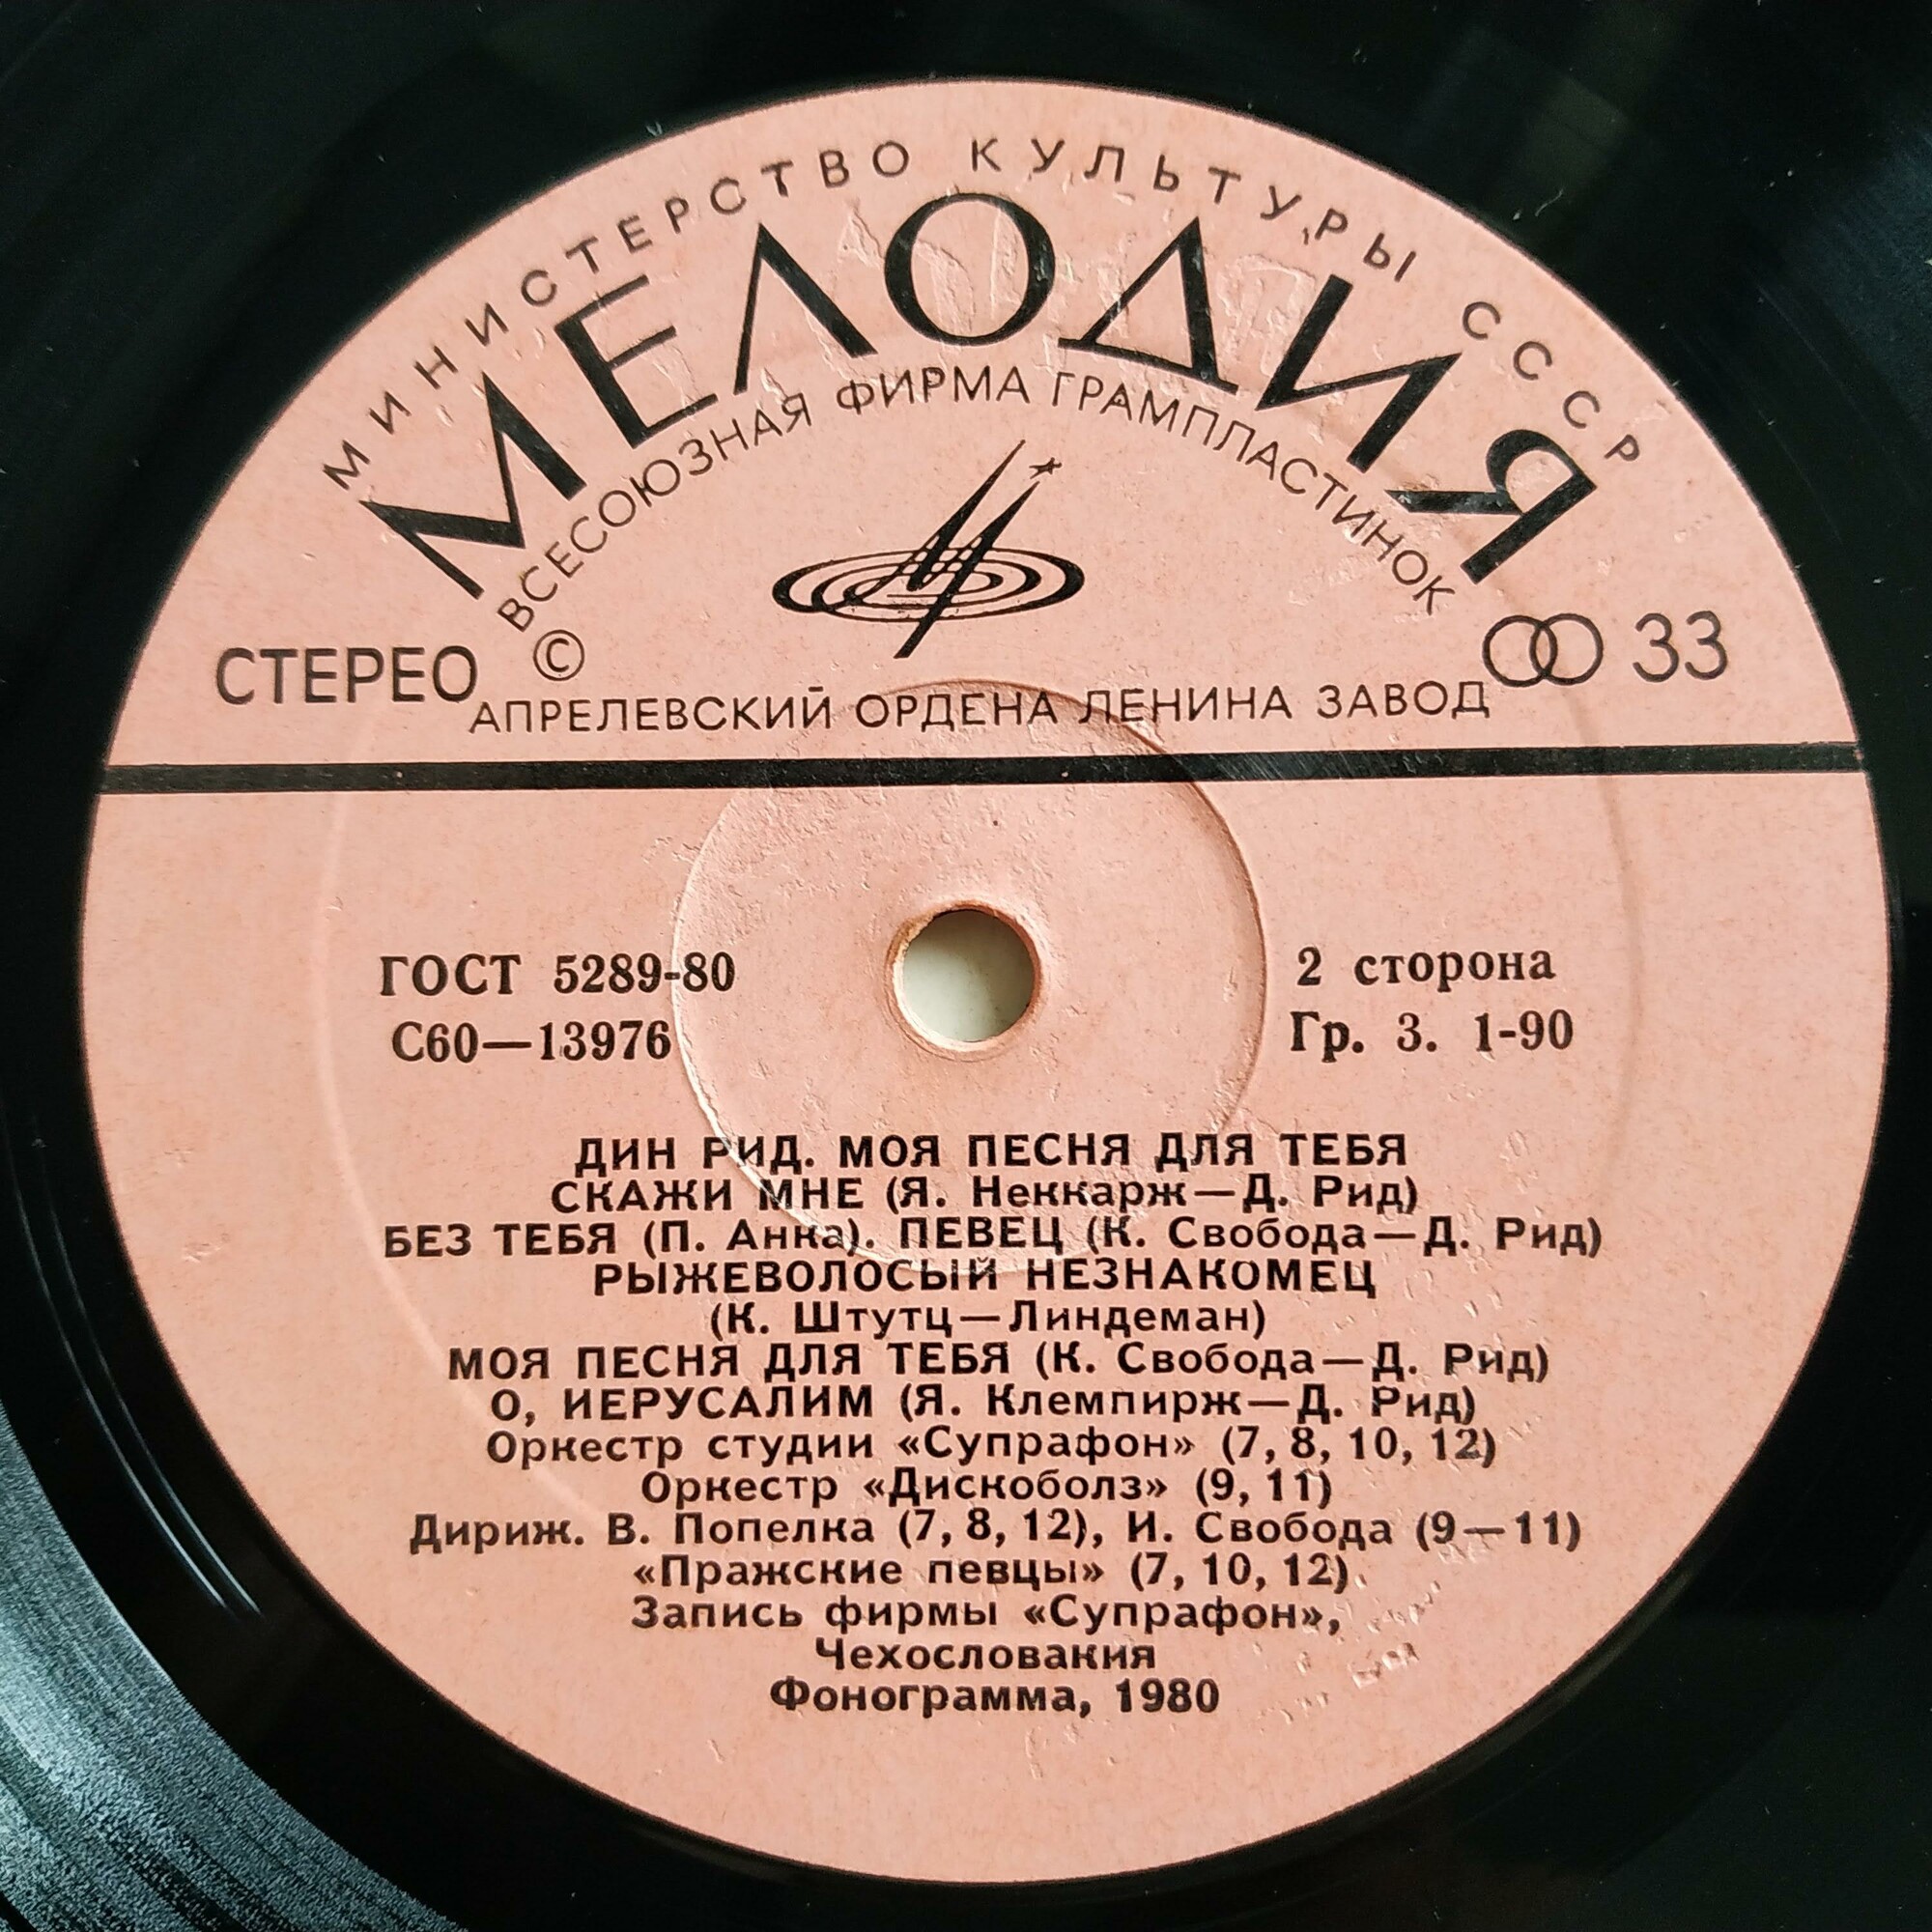 МИНИСТЕРСТВО КУЛЬТУРЫ СССР
МЕЛОДИЯ
ВСЕСОЮЗНАЯ ФИРМА ГРАМПЛАСТИНОК
СТЕРЕО © 33
АПРЕЛЕВСКИЙ ОРДЕНА ЛЕНИНА ЗАВОД
ГОСТ 5289-80 2 сторона
С60—13976 Гр. 3. 1-90
ДИН РИД. МОЯ ПЕСНЯ ДЛЯ ТЕБЯ
СКАЖИ МНЕ (Я. Неккарж—Д. Рид)
БЕЗ ТЕБЯ (П. Анка). ПЕВЕЦ (К. Свобода—Д. Рид)
РЫЖЕВОЛОСЫЙ НЕЗНАКОМЕЦ
(К. Штутц—Линдеман)
МОЯ ПЕСНЯ ДЛЯ ТЕБЯ (К. Свобода—Д. Рид)
О, ИЕРУСАЛИМ (Я. Клемпирж—Д. Рид)
Оркестр студии «Супрафон» (7, 8, 10, 12)
Оркестр «Дискоболз» (9, 11)
Дириж. В. Попелка (7, 8, 12), И. Свобода (9—11)
«Пражские певцы» (7, 10, 12)
Запись фирмы «Супрафон»,
Чехословакия
Фонограмма, 1980